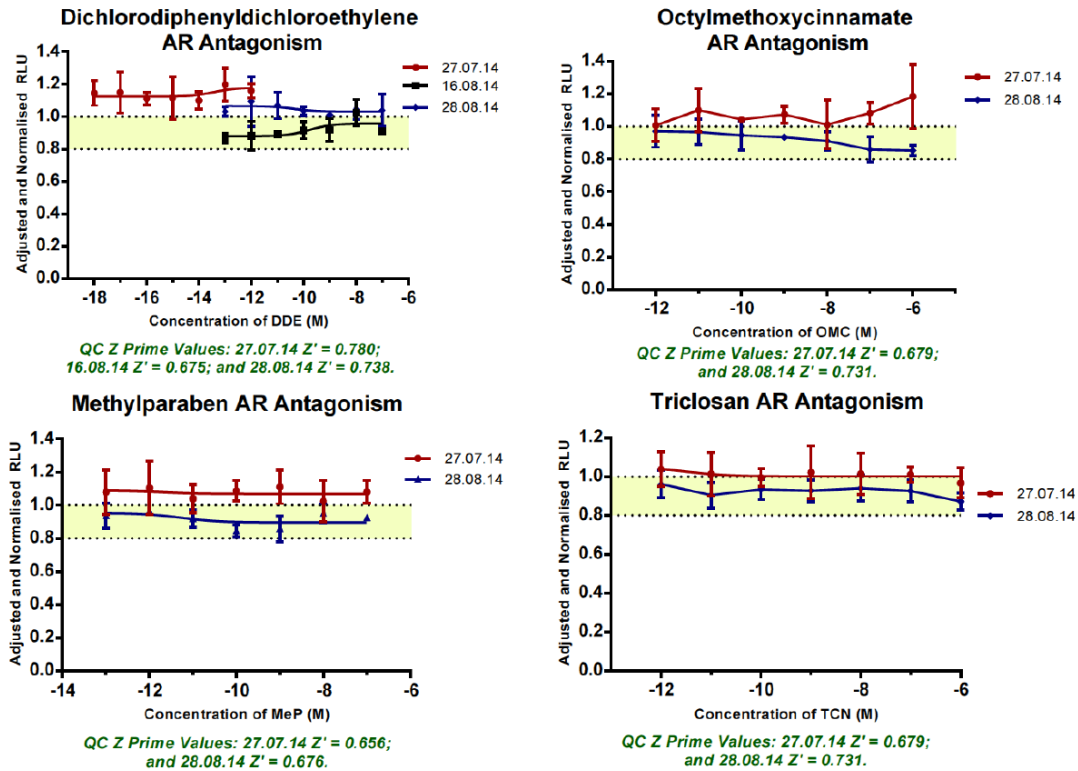 Dichlorodiphenyldichloroethylene
AR Antagonism
Adjusted and Normalised RLU
1.4
1.2
1.0
0.8
0.6
0.4
0.2
0.0
-18
-16
-14
-12
-10
-8
-6
Concentration of DDE (M)
27.07.14
16.08.14
28.08.14
QC Z Prime Values: 27.07.14 Z' = 0.780;
16.08.14 Z' = 0.675; and 28.08.14 Z' = 0.738.
Octylmethoxycinnamate
AR Antagonism
Adjusted and Normalised RLU
1.4
1.2
1.0
0.8
0.6
0.4
0.2
0.0
-12
-10
-8
-6
Concentration of OMC (M)
27.07.14
28.08.14
QC Z Prime Values: 27.07.14 Z' = 0.679;
and 28.08.14 Z' = 0.731.
Methylparaben AR Antagonism
Adjusted and Normalised RLU
1.4
1.2
1.0
0.8
0.6
0.4
0.2
0.0
-14
-12
-10
-8
-6
Concentration of MeP (M)
27.07.14
28.08.14
QC Z Prime Values: 27.07.14 Z' = 0.656;
and 28.08.14 Z' = 0.676.
Triclosan AR Antagonism
Adjusted and Normalised RLU
1.2
1.0
0.8
0.6
0.4
0.2
0.0
-12
-10
-8
-6
Concentration of TCN (M)
27.07.14
28.08.14
QC Z Prime Values: 27.07.14 Z' = 0.679;
and 28.08.14 Z' = 0.731.